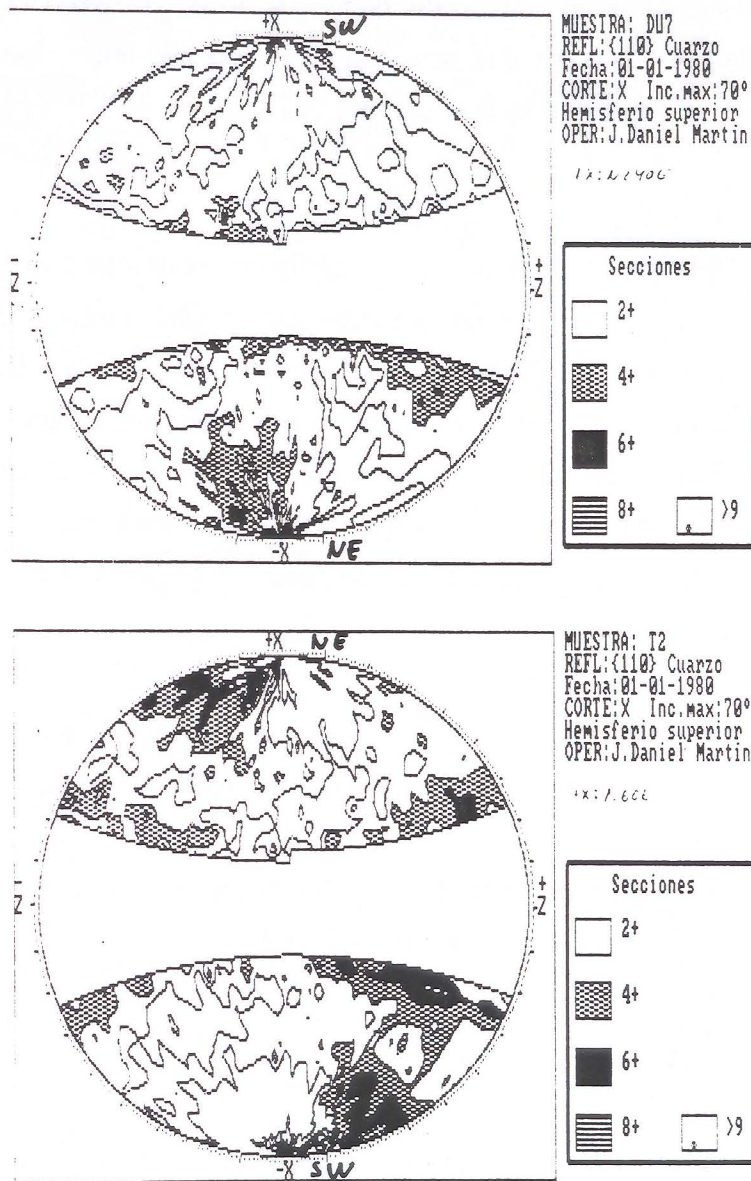 +X SW
MUESTRA: DU7
REFL:{110} Cuarzo
Fecha:01-01-1980
CORTE:X Inc.max:70º
Hemisferio superior
OPER:J.Daniel Martin
-
Z
+
Z
-X NE
Secciones
2+
4+
6+
8+
>9
+X NE
MUESTRA: T2
REFL:{110} Cuarzo
Fecha:01-01-1980
CORTE:X Inc.max:70º
Hemisferio superior
OPER:J.Daniel Martin
-
Z
+
Z
-X SW
Secciones
2+
4+
6+
8+
>9